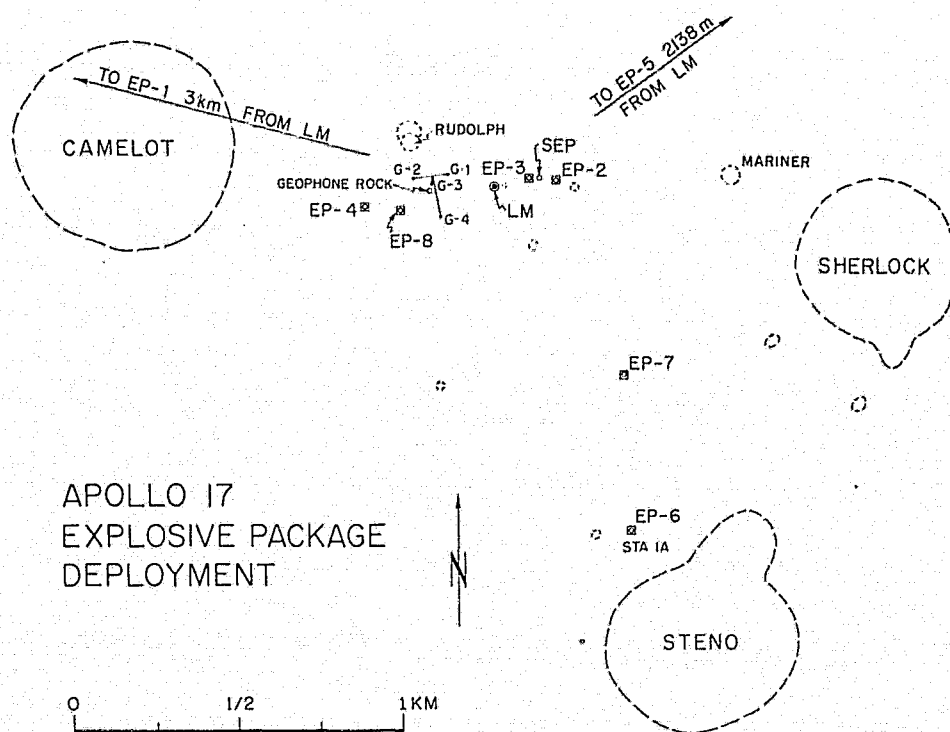 TO EP-1 3km FROM LM
TO EP-5 2138m
FROM LM
CAMELOT
RUDOLPH
SEP
G-2
G-1
EP-3
EP-2
MARINER
GEOPHONE ROCK
G-3
EP-4
G-4
LM
EP-8
SHERLOCK
EP-7
APOLLO 17
EXPLOSIVE PACKAGE
DEPLOYMENT
N
EP-6
STA 1A
STENO
0 1/2 1 KM